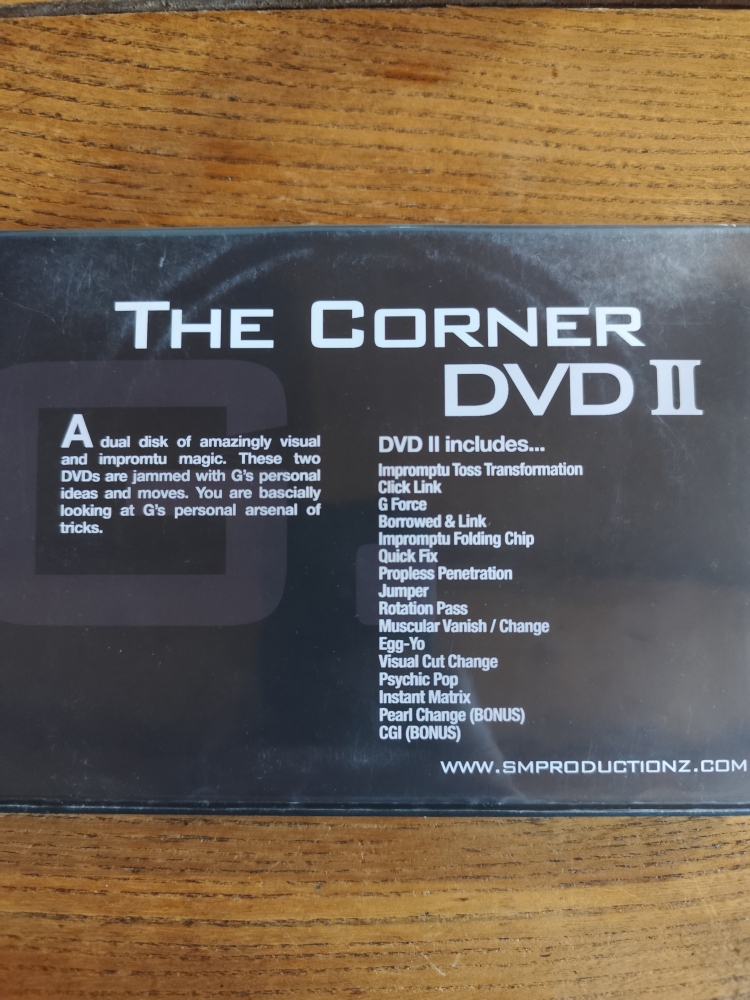 THE CORNER
DVD II
A dual disk of amazingly visual
and impromtu magic. These two
DVDs are jammed with G's personal
ideas and moves. You are bascially
looking at G's personal arsenal of
tricks.
DVD II includes...
Impromptu Toss Transformation
Click Link
G Force
Borrowed & Link
Impromptu Folding Chip
Quick Fix
Propless Penetration
Jumper
Rotation Pass
Muscular Vanish / Change
Egg-Yo
Visual Cut Change
Psychic Pop
Instant Matrix
Pearl Change (BONUS)
CGI (BONUS)
WWW.SMPRODUCTIONZ.COM
G.